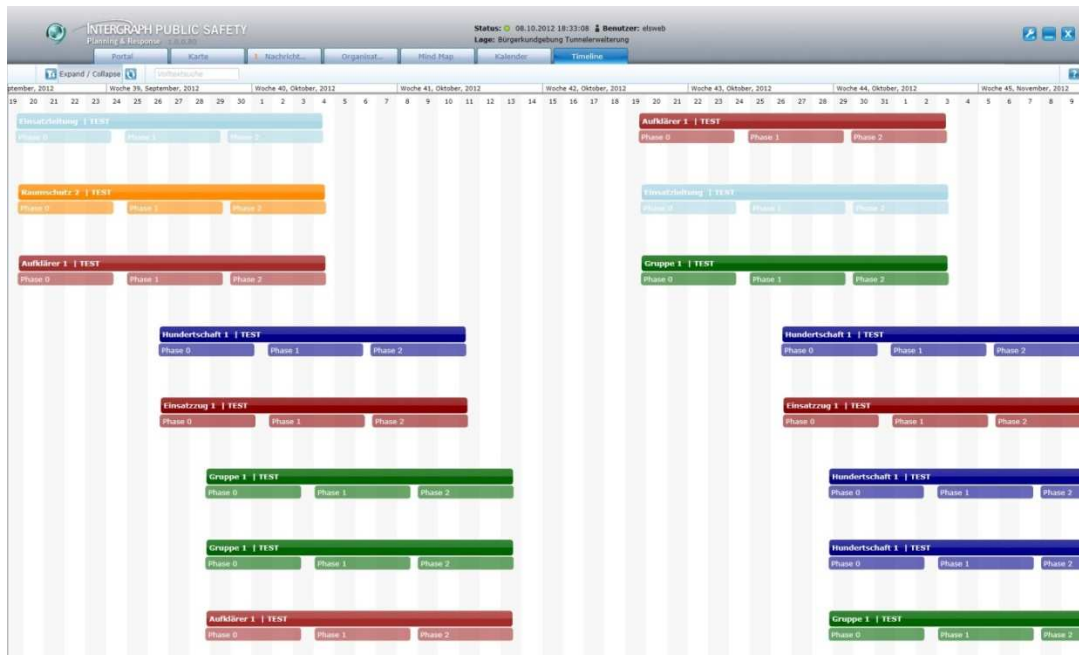 INTERGRAPH PUBLIC SAFETY
Planning & Response
Status: 08.10.2012 18:33:08 Benutzer: elsweb
Lage: Bürgerkundgebung Tunnelerweiterung
Portal Karte ! Nachricht... Organisat... Mind Map Kalender Timeline
Expand / Collapse Volltextsuche
ptember, 2012 Woche 39, September, 2012 Woche 40, Oktober, 2012 Woche 41, Oktober, 2012 Woche 42, Oktober, 2012 Woche 43, Oktober, 2012 Woche 44, Oktober, 2012 Woche 45, November, 2012
19 20 21 22 23 24 25 26 27 28 29 30 1 2 3 4 5 6 7 8 9 10 11 12 13 14 15 16 17 18 19 20 21 22 23 24 25 26 27 28 29 30 31 1 2 3 4 5 6 7 8 9
Einsatzleitung | TEST Aufklärer 1 | TEST
Phase 0 Phase 1 Phase 2 Phase 0 Phase 1 Phase 2
Raumschutz 2 | TEST Einsatzleitung | TEST
Phase 0 Phase 1 Phase 2 Phase 0 Phase 1 Phase 2
Aufklärer 1 | TEST Gruppe 1 | TEST
Phase 0 Phase 1 Phase 2 Phase 0 Phase 1 Phase 2
Hundertschaft 1 | TEST Hundertschaft 1 | TEST
Phase 0 Phase 1 Phase 2 Phase 0 Phase 1 Phase 2
Einsatzzug 1 | TEST Einsatzzug 1 | TEST
Phase 0 Phase 1 Phase 2 Phase 0 Phase 1 Phase 2
Gruppe 1 | TEST Hundertschaft 1 | TEST
Phase 0 Phase 1 Phase 2 Phase 0 Phase 1 Phase 2
Gruppe 1 | TEST Hundertschaft 1 | TEST
Phase 0 Phase 1 Phase 2 Phase 0 Phase 1 Phase 2
Aufklärer 1 | TEST Gruppe 1 | TEST
Phase 0 Phase 1 Phase 2 Phase 0 Phase 1 Phase 2